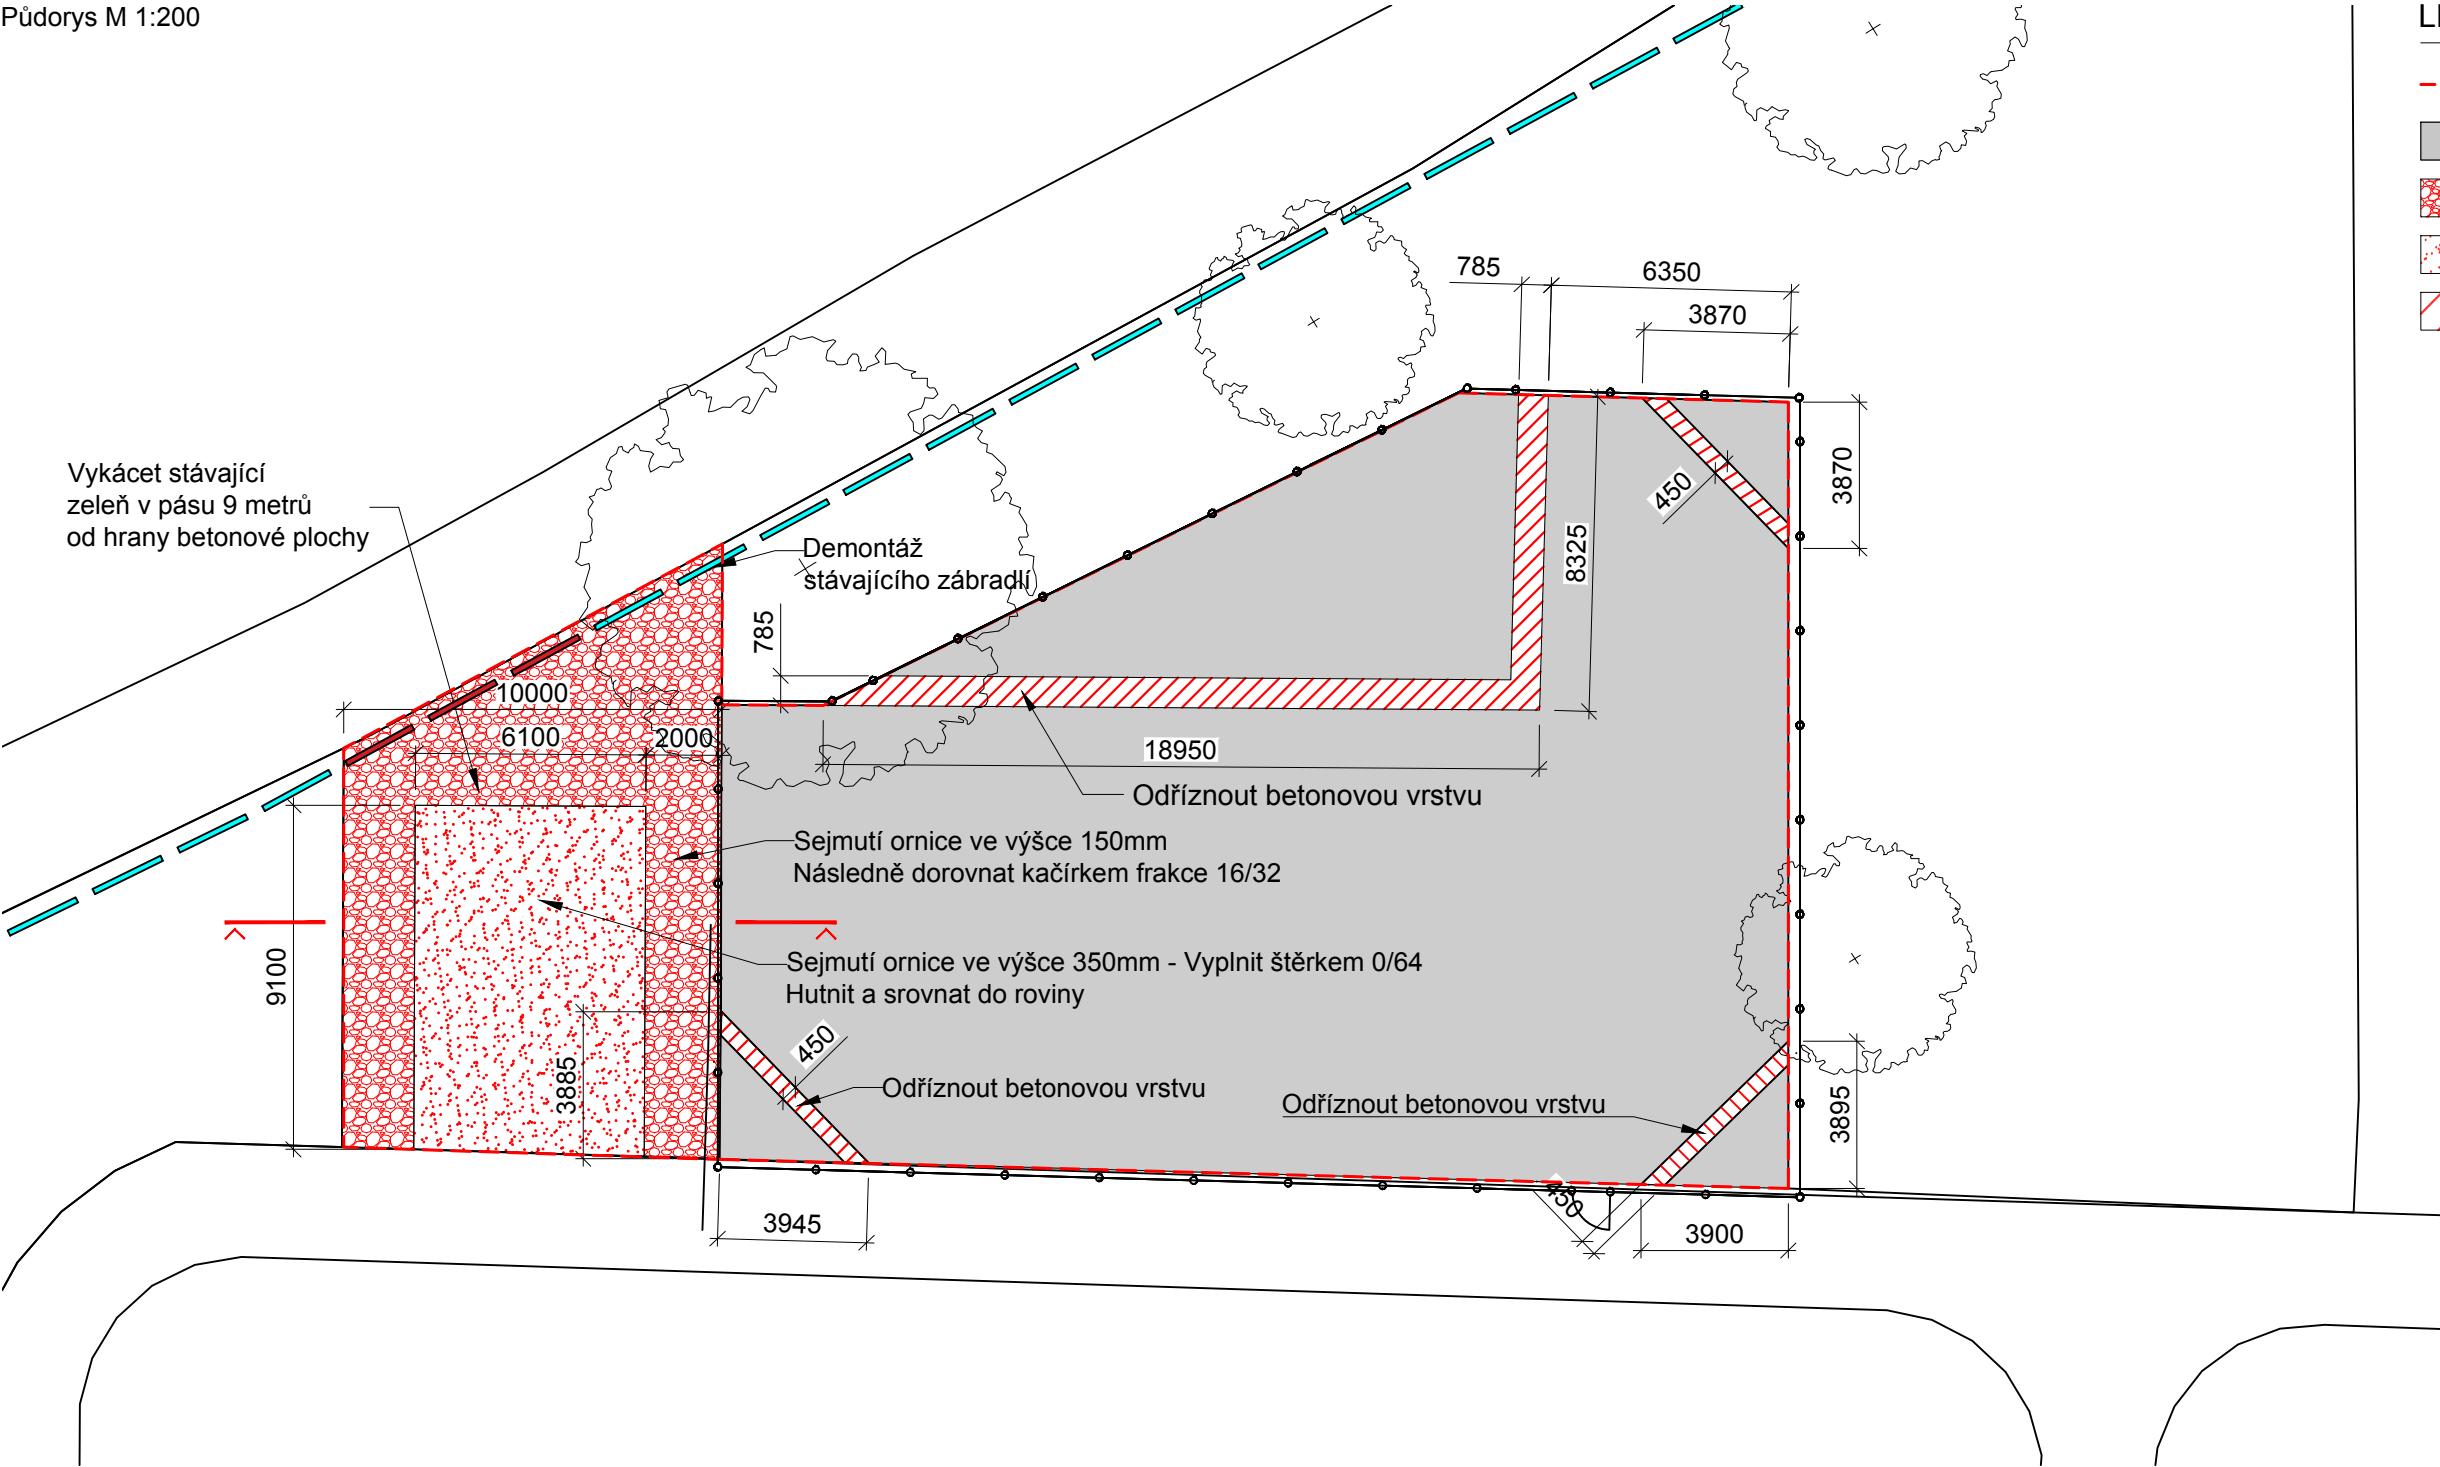 Půdorys M 1:200
785
6350
3870
Vykácet stávající
zeleň v pásu 9 metrů
od hrany betonové plochy
450
3870
8325
Demontáž
stávajícího zábradlí
785
10000
6100
2000
18950
Odříznout betonovou vrstvu
Sejmutí ornice ve výšce 150mm
Následně dorovnat kačírkem frakce 16/32
9100
Sejmutí ornice ve výšce 350mm - Vyplnit štěrkem 0/64
Hutnit a srovnat do roviny
3885
450
Odříznout betonovou vrstvu
Odříznout betonovou vrstvu
3895
450
3945
3900